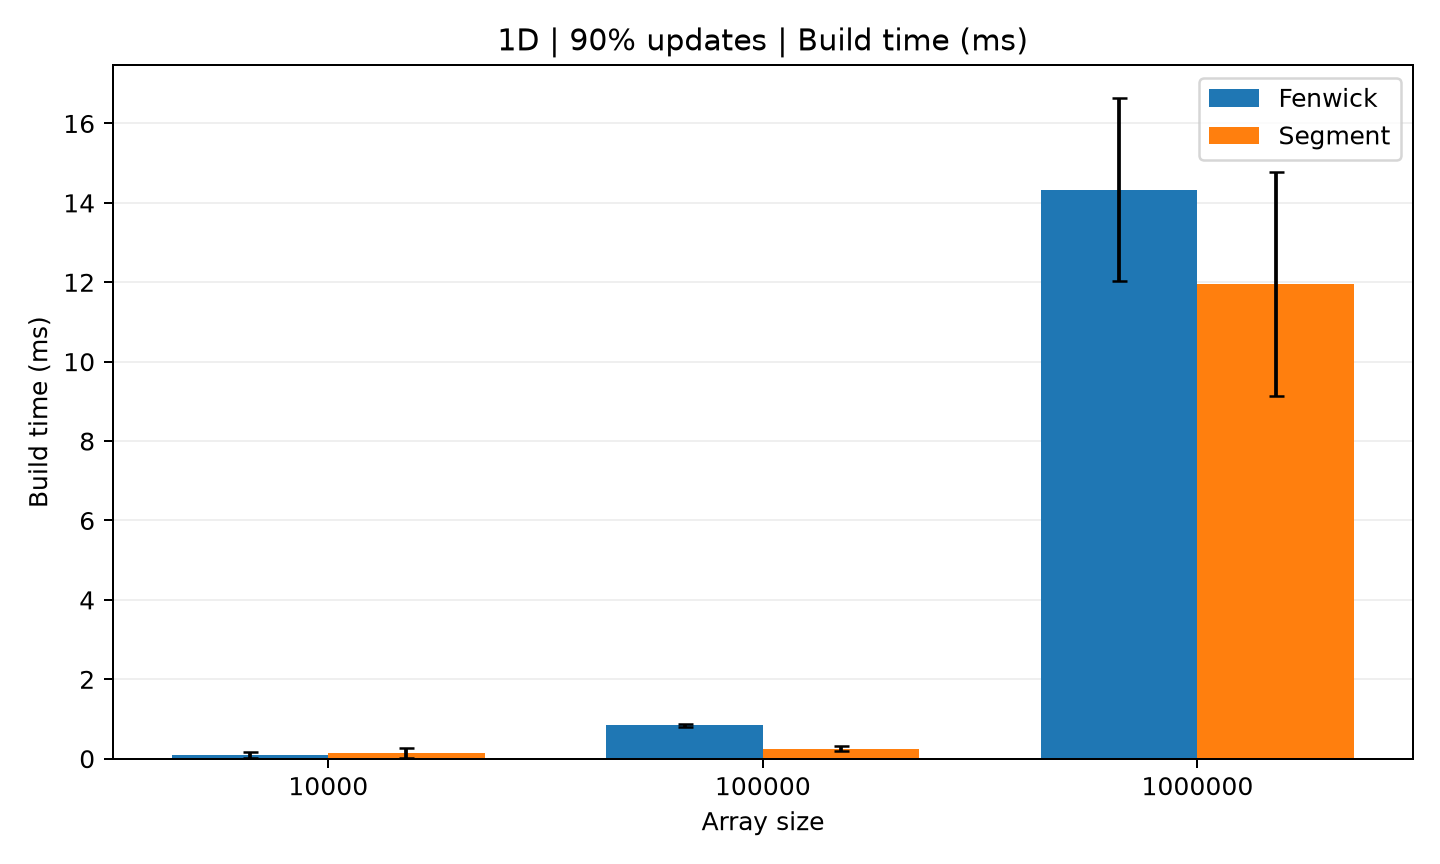 1D | 90% updates | Build time (ms)
Fenwick
Segment
Build time (ms)
16
14
12
10
8
6
4
2
0
10000
100000
1000000
Array size